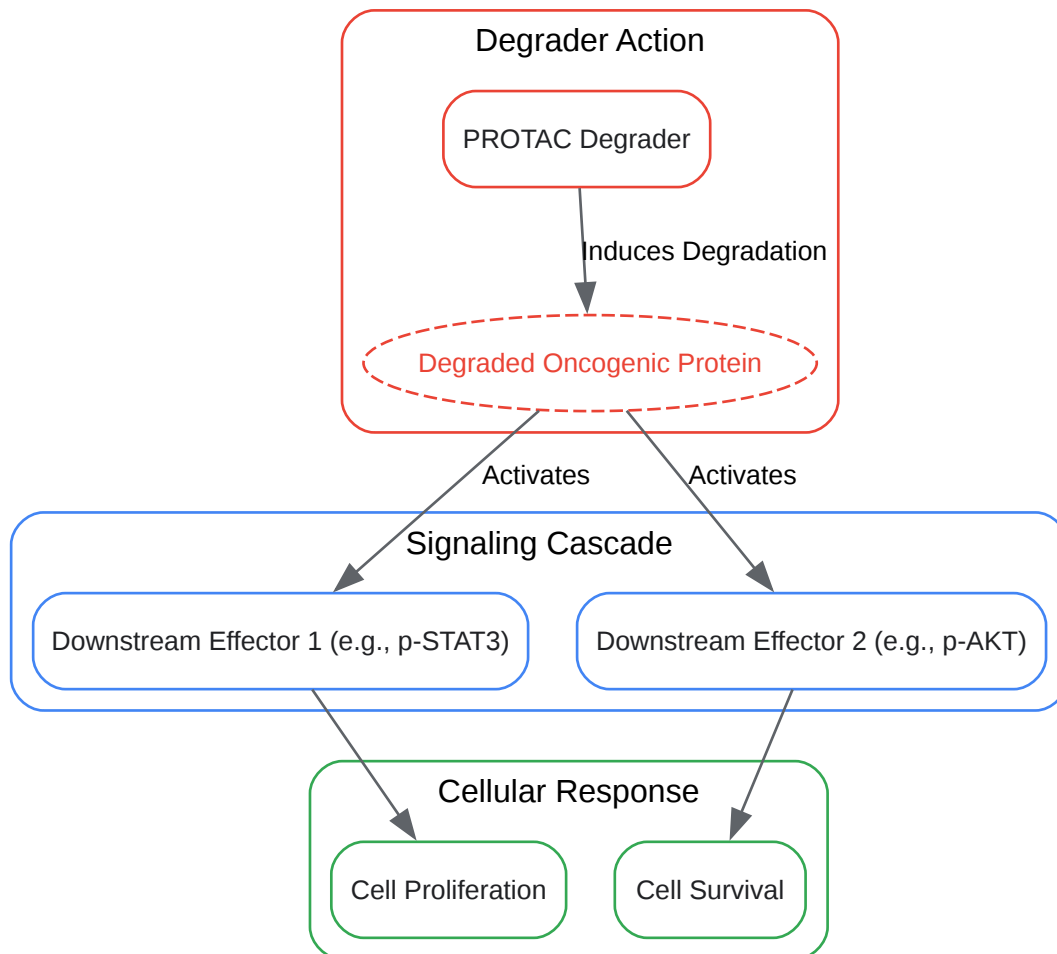 Degrader Action
PROTAC Degrader
Induces Degradation
Degraded Oncogenic Protein
Activates
Activates
Signaling Cascade
Downstream Effector 1 (e.g., p-STAT3)
Downstream Effector 2 (e.g., p-AKT)
Cellular Response
Cell Proliferation
Cell Survival